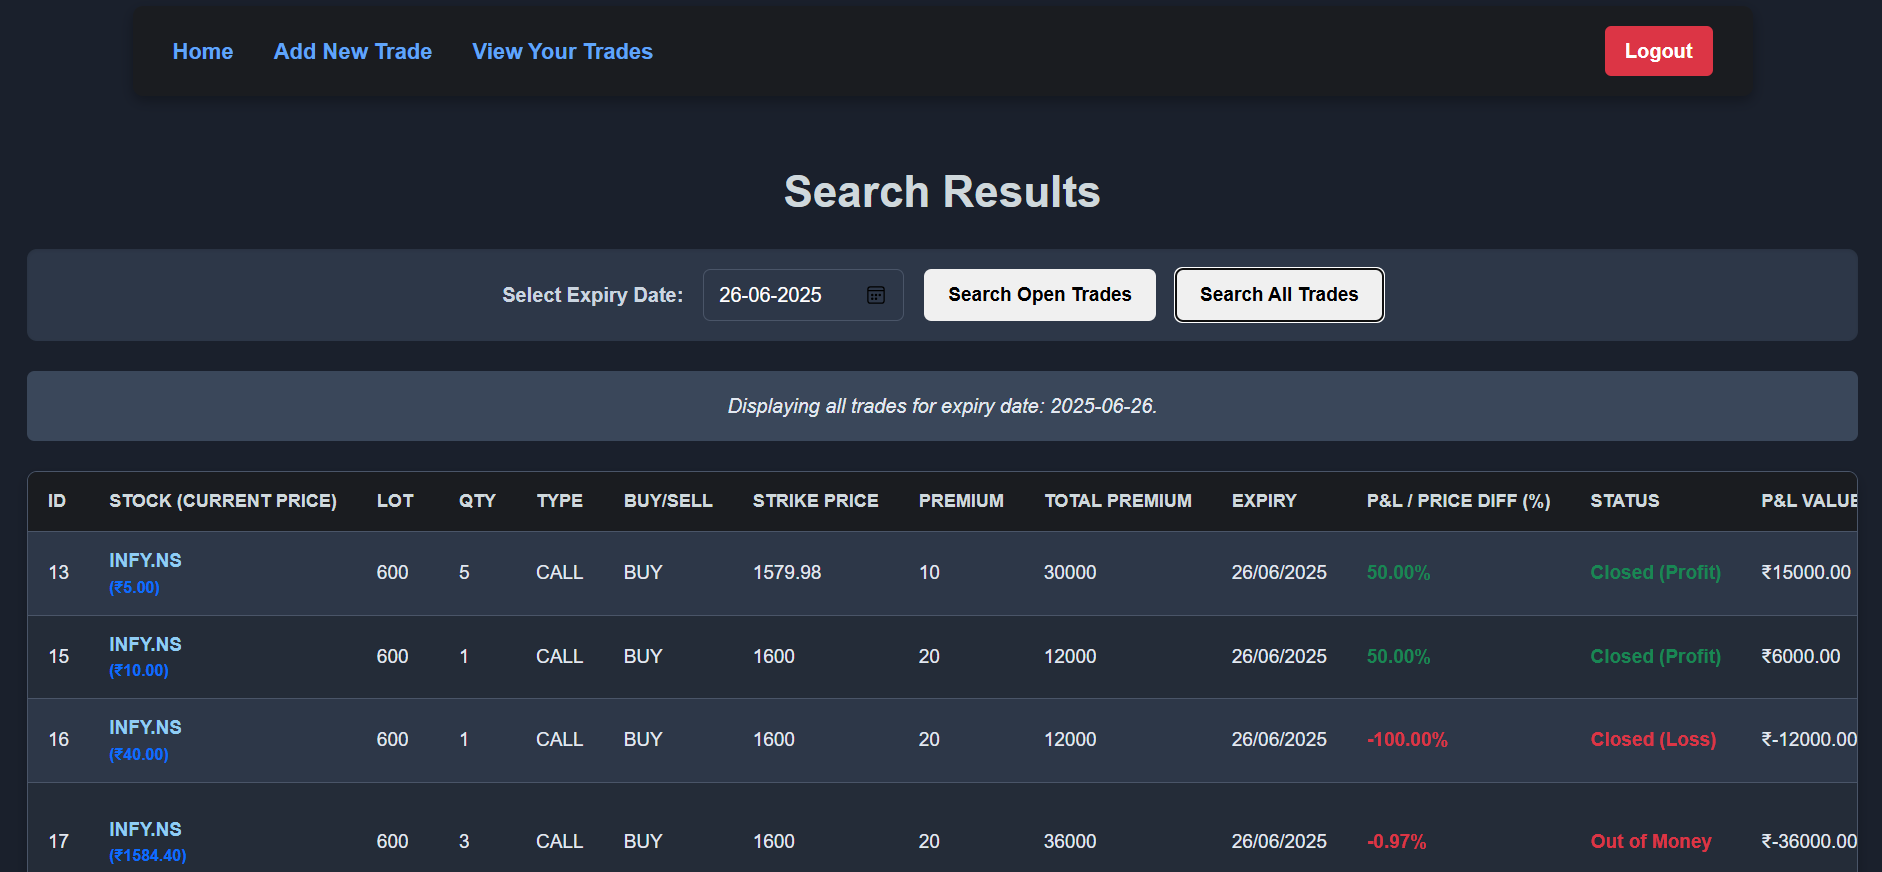 Home Add New Trade View Your Trades Logout
Search Results
Select Expiry Date: 26-06-2025 Search Open Trades Search All Trades
Displaying all trades for expiry date: 2025-06-26.
ID STOCK (CURRENT PRICE) LOT QTY TYPE BUY/SELL STRIKE PRICE PREMIUM TOTAL PREMIUM EXPIRY P&L / PRICE DIFF (%) STATUS P&L VALUE
13 INFY.NS 600 5 CALL BUY 1579.98 10 30000 26/06/2025 50.00% Closed (Profit) ₹15000.00
(₹5.00)
15 INFY.NS 600 1 CALL BUY 1600 20 12000 26/06/2025 50.00% Closed (Profit) ₹6000.00
(₹10.00)
16 INFY.NS 600 1 CALL BUY 1600 20 12000 26/06/2025 -100.00% Closed (Loss) ₹-12000.00
(₹40.00)
17 INFY.NS 600 3 CALL BUY 1600 20 36000 26/06/2025 -0.97% Out of Money ₹-36000.00
(₹1584.40)